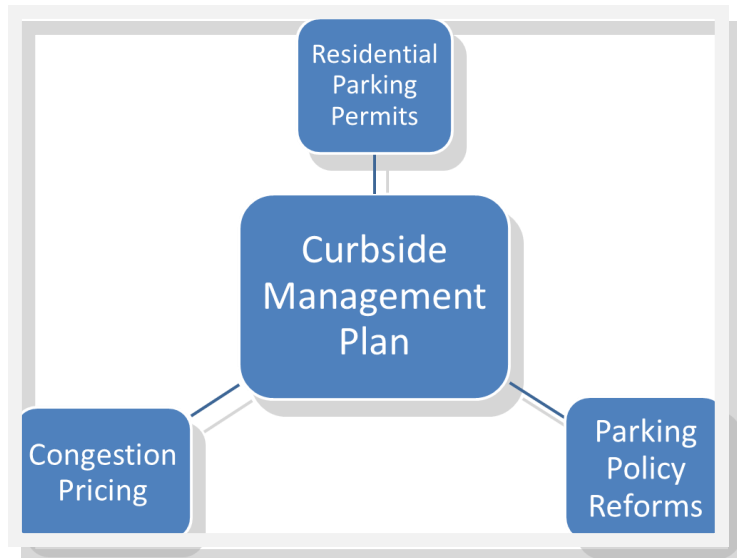 Residential
Parking
Permits
Curbside
Management
Plan
Congestion
Pricing
Parking
Policy
Reforms